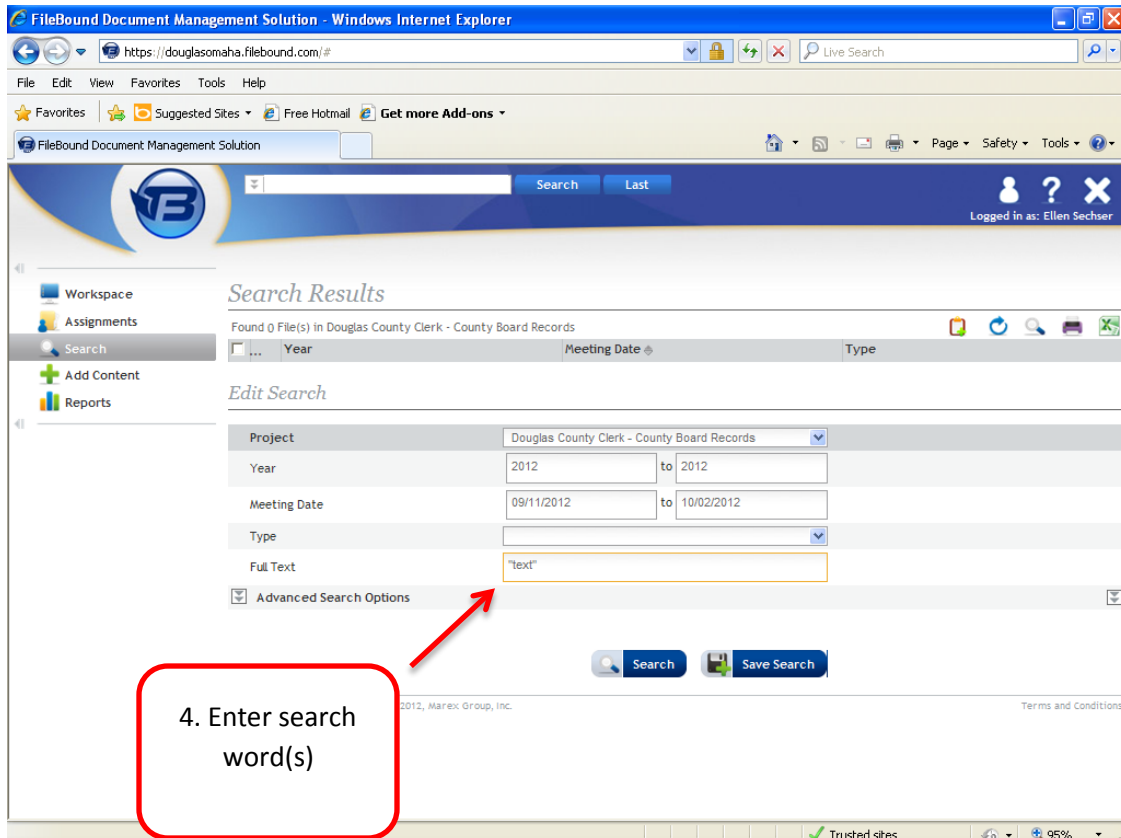 FileBound Document Management Solution - Windows Internet Explorer
https://douglasomaha.filebound.com/#
Live Search
File Edit View Favorites Tools Help
Favorites Suggested Sites Free Hotmail Get more Add-ons
FileBound Document Management Solution
Page Safety Tools
Search Last
Logged in as: Ellen Sechser
Workspace
Assignments
Search
Add Content
Reports
Search Results
Found 0 File(s) in Douglas County Clerk - County Board Records
... Year Meeting Date Type
Edit Search
Project Douglas County Clerk - County Board Records
Year 2012 to 2012
Meeting Date 09/11/2012 to 10/02/2012
Type
Full Text "text"
Advanced Search Options
Search Save Search
4. Enter search
word(s)
2012, Marex Group, Inc. Terms and Conditions
Trusted sites 95%